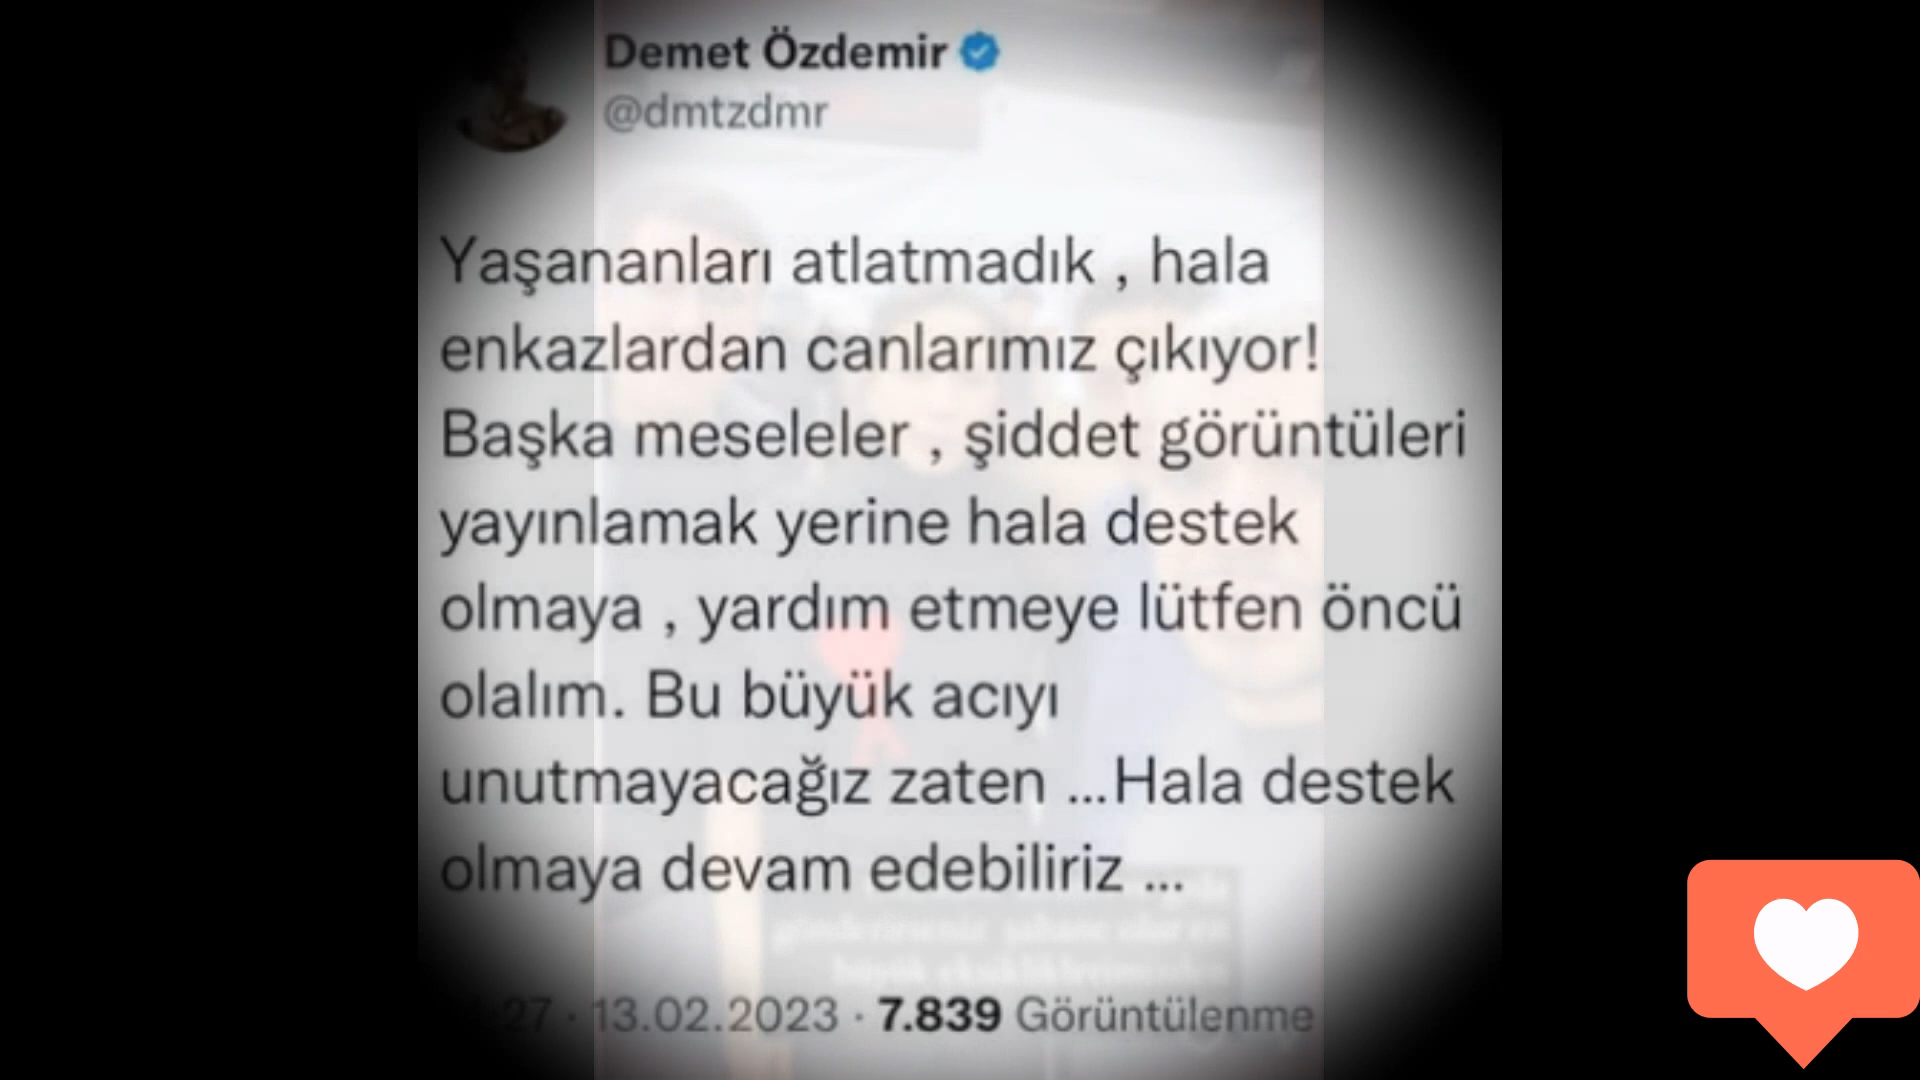 Demet Özdemir
@dmtzdmr
Yaşananları atlatmadık , hala
enkazlardan canlarımız çıkıyor!
Başka meseleler , şiddet görüntüleri
yayınlamak yerine hala destek
olmaya , yardım etmeye lütfen öncü
olalım. Bu büyük acıyı
unutmayacağız zaten ...Hala destek
olmaya devam edebiliriz ...
:27 · 13.02.2023 · 7.839 Görüntülenme